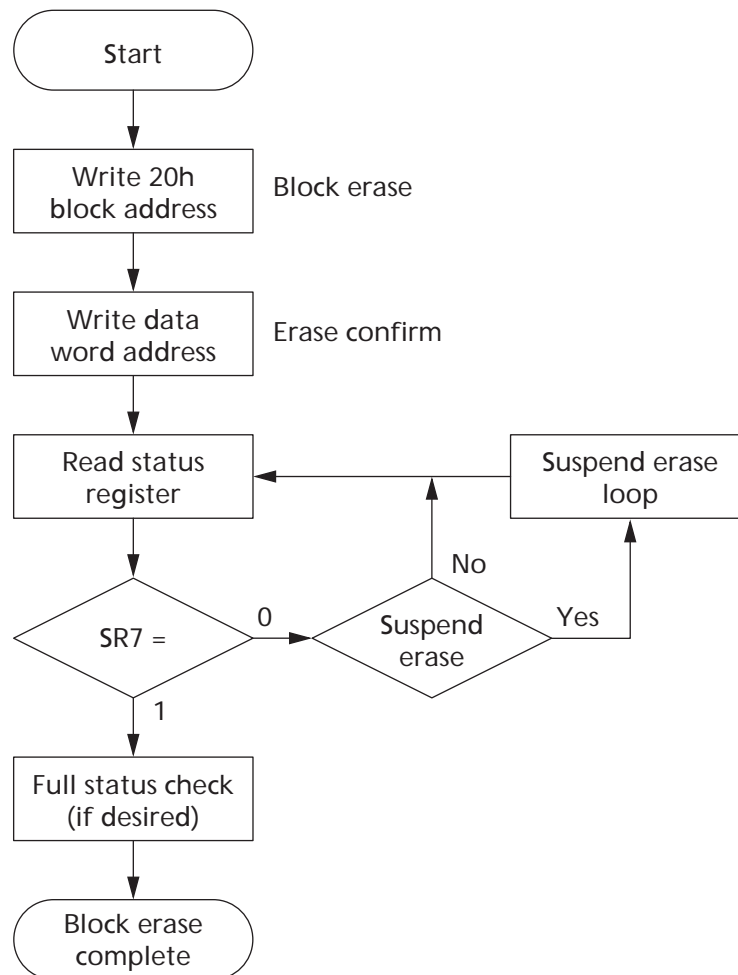 Start
Write 20h
block address
Block erase
Write data
word address
Erase confirm
Read status
register
Suspend erase
loop
No
SR7 =
0
Suspend
erase
Yes
1
Full status check
(if desired)
Block erase
complete